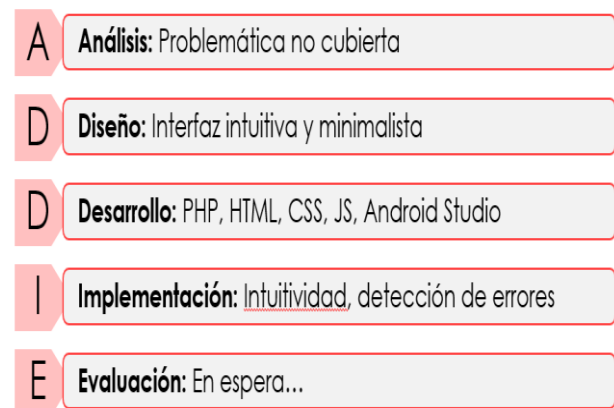 A Análisis: Problemática no cubierta
D Diseño: Interfaz intuitiva y minimalista
D Desarrollo: PHP, HTML, CSS, JS, Android Studio
I Implementación: Intuitividad, detección de errores
E Evaluación: En espera...